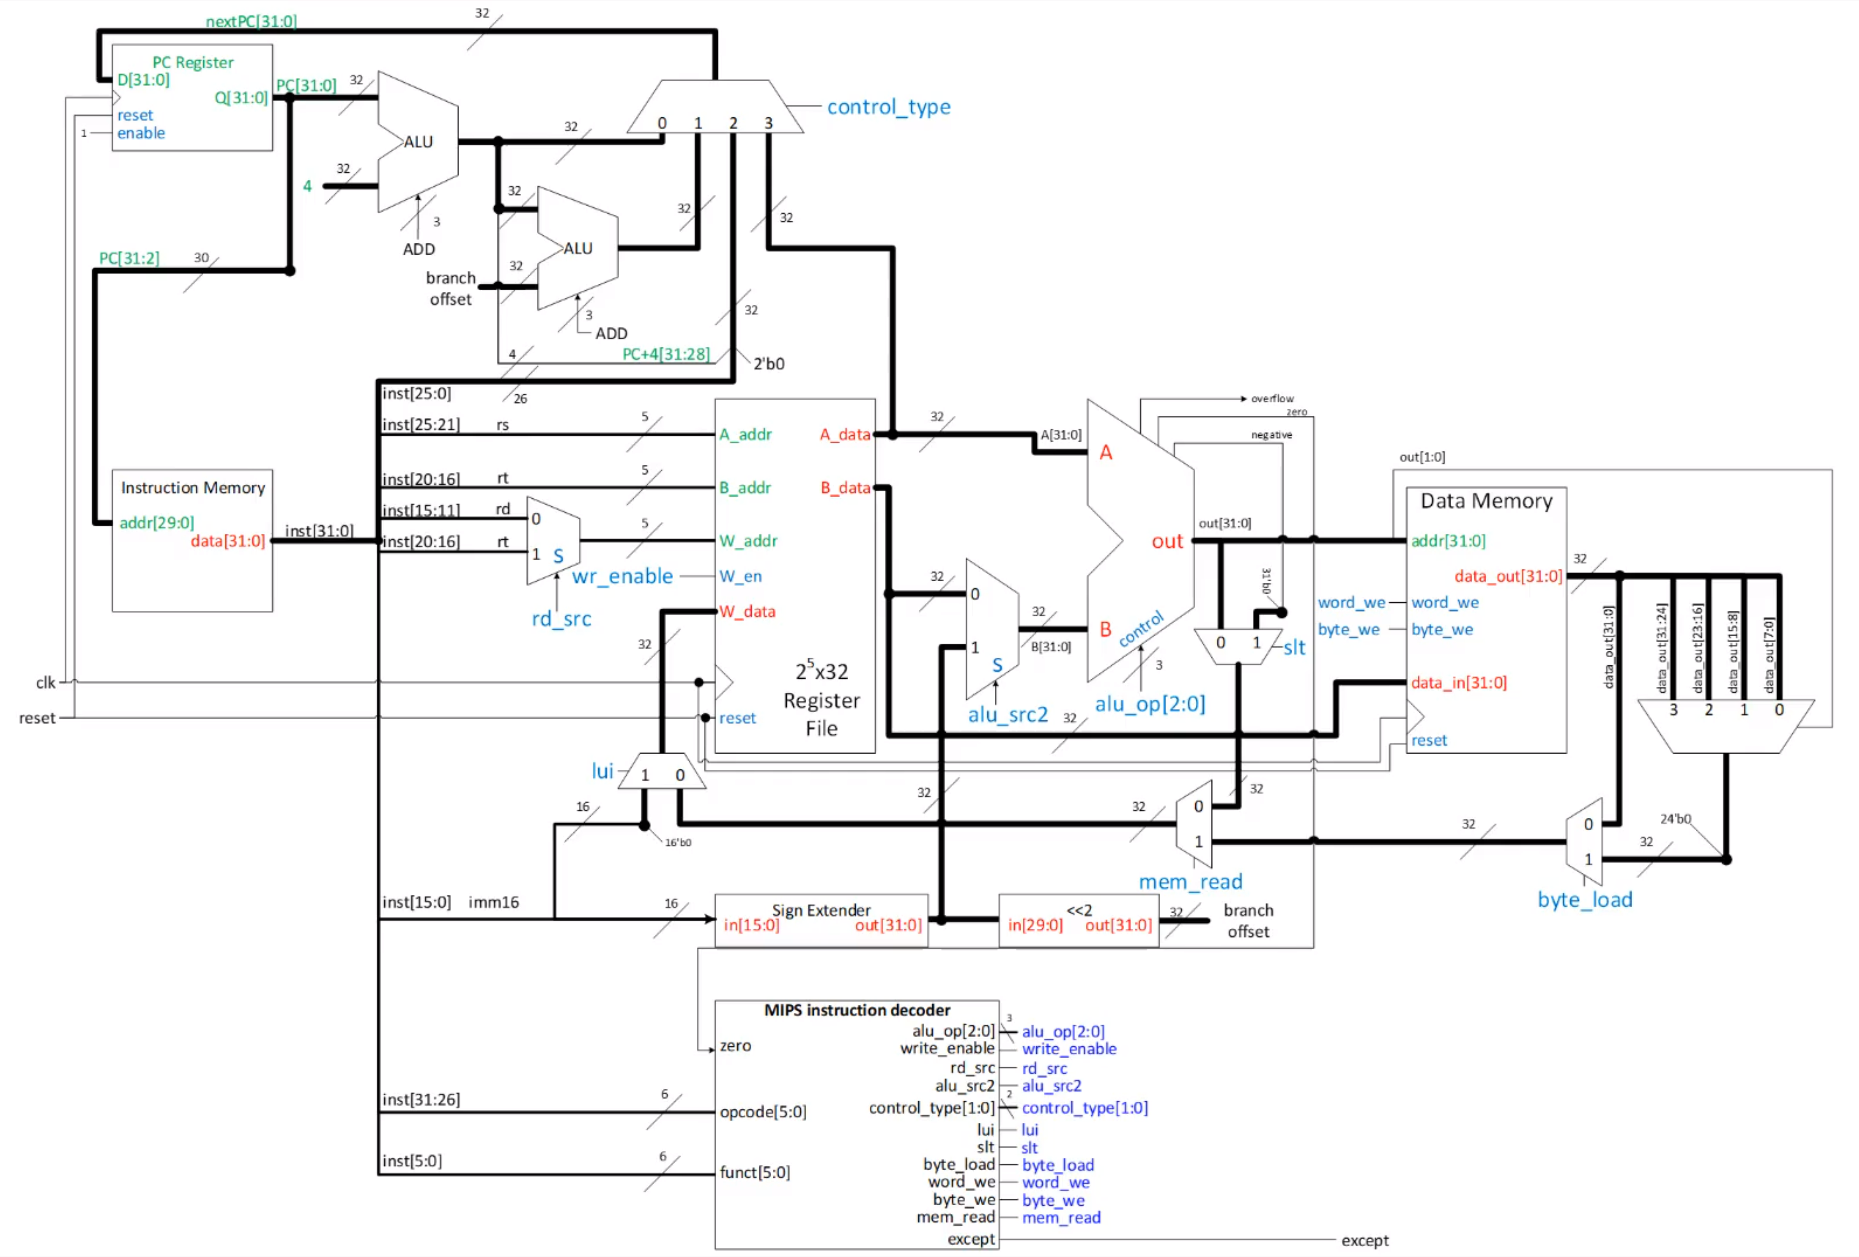 nextPC[31:0]
32
PC Register
D[31:0]
Q[31:0]
reset
1
enable
PC[31:0]
32
ALU
4
32
3
ADD
32
0 1 2 3
control_type
32
ALU
32
branch
offset
3
ADD
32
32
32
PC[31:2]
30
4
PC+4[31:28]
2'b0
inst[25:0]
26
inst[25:21] rs
5
inst[20:16] rt
5
inst[15:11] rd
inst[20:16] rt
0
1 S
rd_src
5
Instruction Memory
addr[29:0]
data[31:0]
inst[31:0]
A_addr
A_data
B_addr
B_data
W_addr
wr_enable
W_en
W_data
32
2^5x32
Register
File
reset
clk
reset
32
A[31:0]
A
overflow
zero
negative
out
out[31:0]
B
B[31:0]
control
3
alu_op[2:0]
32
0
1
S
32
alu_src2
32
31'b0
0 1
slt
out[1:0]
Data Memory
addr[31:0]
data_out[31:0]
word_we
word_we
byte_we
byte_we
data_in[31:0]
reset
32
data_out[31:0]
data_out[31:24]
data_out[23:16]
data_out[15:8]
data_out[7:0]
3 2 1 0
lui
1 0
16
16'b0
32
32
0
1
32
mem_read
32
0
1
24'b0
32
byte_load
inst[15:0] imm16
16
Sign Extender
in[15:0]
out[31:0]
<<2
in[29:0]
out[31:0]
32
branch
offset
MIPS instruction decoder
zero
inst[31:26]
6
opcode[5:0]
inst[5:0]
6
funct[5:0]
alu_op[2:0]
3
alu_op[2:0]
write_enable
write_enable
rd_src
rd_src
alu_src2
alu_src2
control_type[1:0]
2
control_type[1:0]
lui
lui
slt
slt
byte_load
byte_load
word_we
word_we
byte_we
byte_we
mem_read
mem_read
except
except